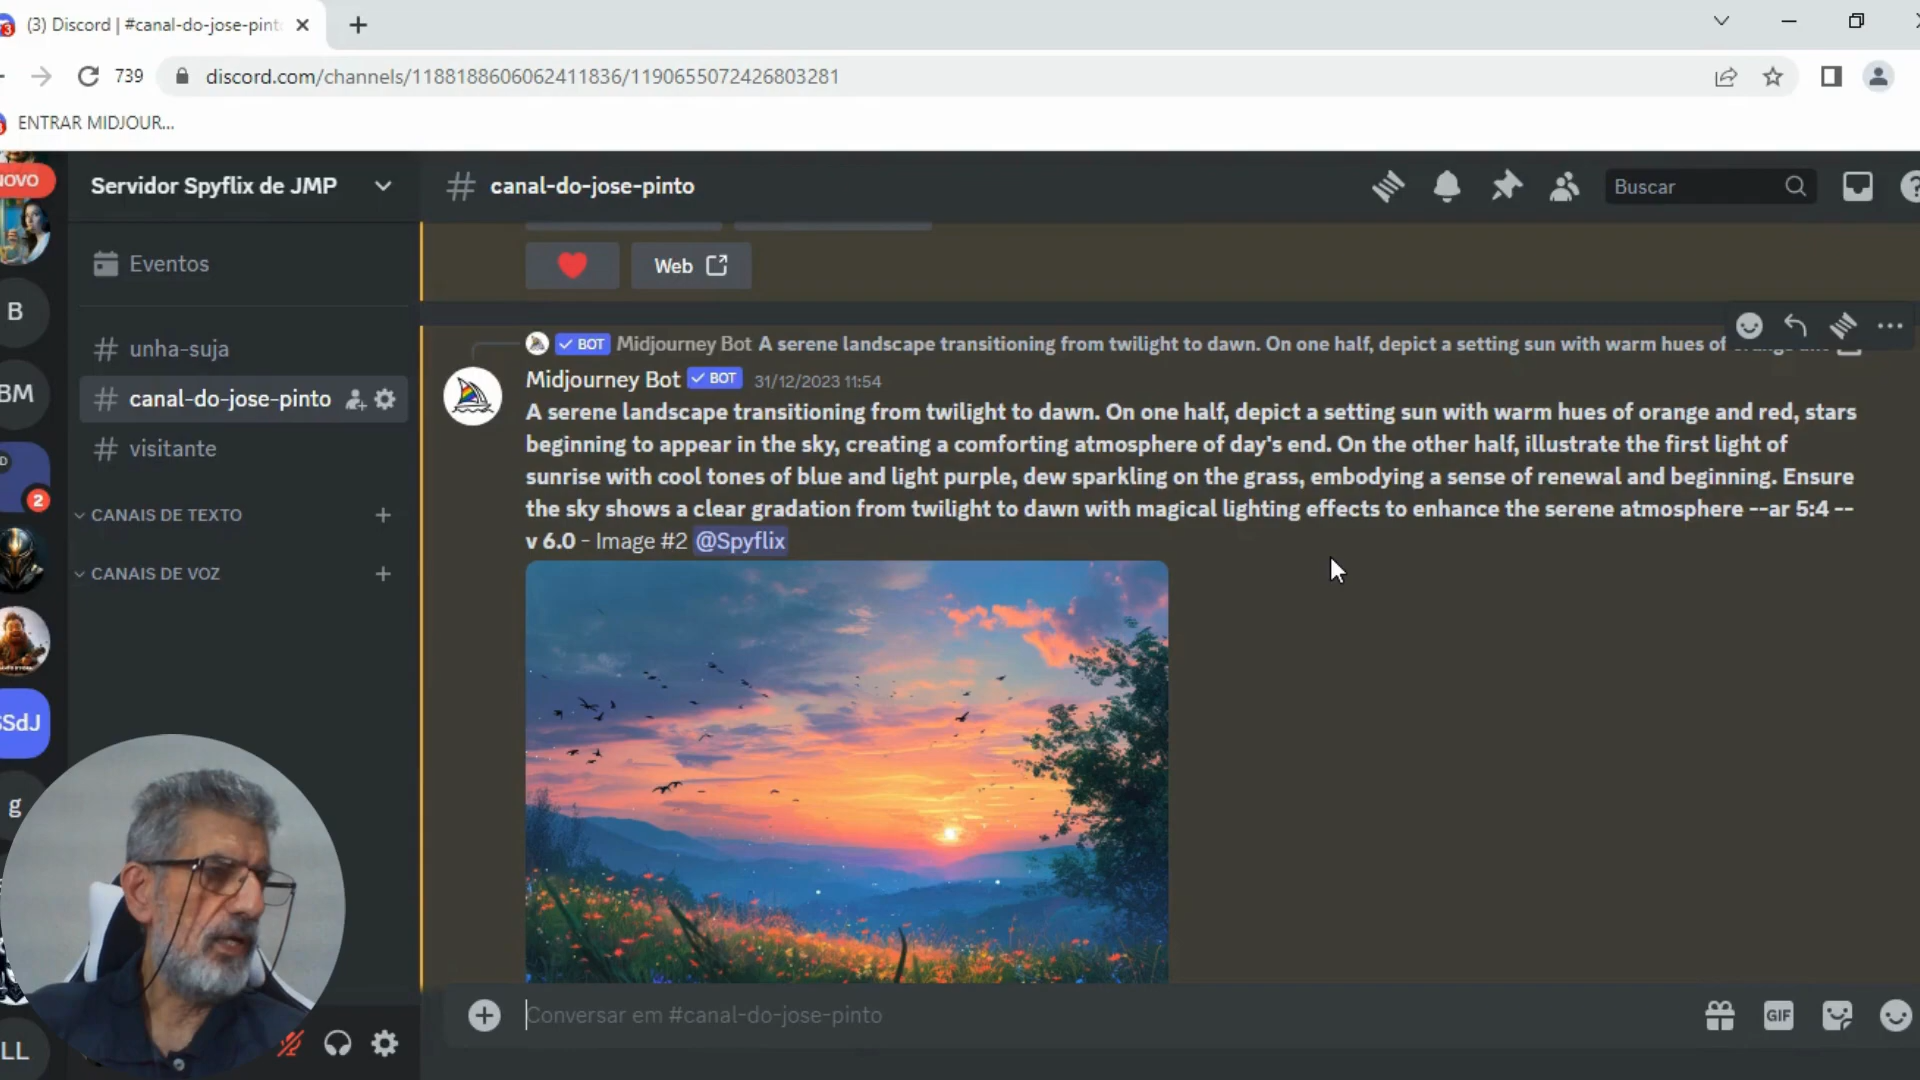 (3) Discord | #canal-do-jose-pint
739
discord.com/channels/1188188606062411836/1190655072426803281
ENTRAR MIDJOUR...
NOVO
Servidor Spyflix de JMP
canal-do-jose-pinto
Buscar
Eventos
Web
B
unha-suja
BOT Midjourney Bot A serene landscape transitioning from twilight to dawn. On one half, depict a setting sun with warm hues of
Midjourney Bot BOT 31/12/2023 11:54
BM
canal-do-jose-pinto
A serene landscape transitioning from twilight to dawn. On one half, depict a setting sun with warm hues of orange and red, stars
beginning to appear in the sky, creating a comforting atmosphere of day's end. On the other half, illustrate the first light of
visitante
sunrise with cool tones of blue and light purple, dew sparkling on the grass, embodying a sense of renewal and beginning. Ensure
2
CANAIS DE TEXTO
the sky shows a clear gradation from twilight to dawn with magical lighting effects to enhance the serene atmosphere --ar 5:4 --
v 6.0 - Image #2 @Spyflix
CANAIS DE VOZ
SSdJ
g
Conversar em #canal-do-jose-pinto
GIF
LL